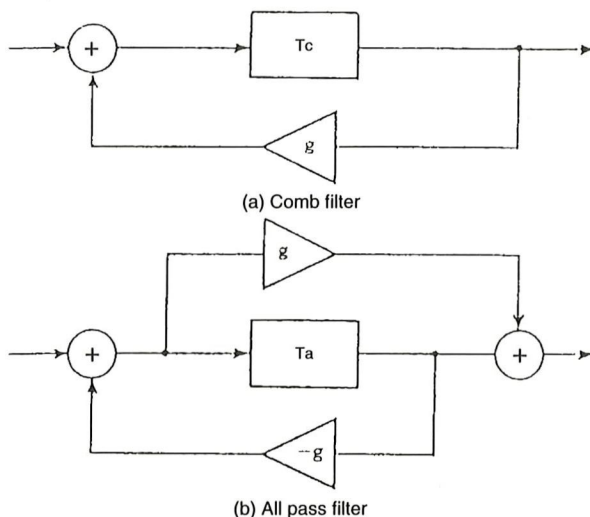 +
Tc
g
(a) Comb filter
g
+
Ta
+
−g
(b) All pass filter